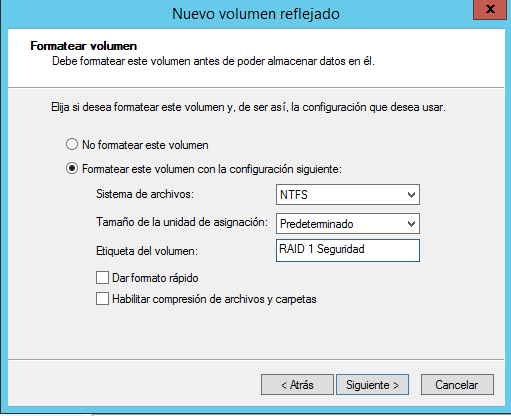 Nuevo volumen reflejado
x
Formatear volumen
Debe formatear este volumen antes de poder almacenar datos en él.
Elija si desea formatear este volumen y, de ser así, la configuración que desea usar.
No formatear este volumen
Formatear este volumen con la configuración siguiente:
Sistema de archivos: NTFS
Tamaño de la unidad de asignación: Predeterminado
Etiqueta del volumen: RAID 1 Seguridad
Dar formato rápido
Habilitar compresión de archivos y carpetas
< Atrás Siguiente > Cancelar